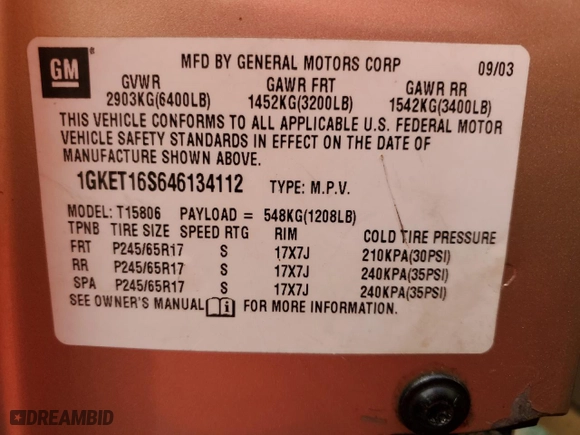 GM ®
MFD BY GENERAL MOTORS CORP 09/03
GVWR GAWR FRT GAWR RR
2903KG(6400LB) 1452KG(3200LB) 1542KG(3400LB)
THIS VEHICLE CONFORMS TO ALL APPLICABLE U.S. FEDERAL MOTOR
VEHICLE SAFETY STANDARDS IN EFFECT ON THE DATE OF
MANUFACTURE SHOWN ABOVE.
1GKET16S646134112 TYPE: M.P.V.
MODEL: T15806 PAYLOAD = 548KG(1208LB)
TPNB TIRE SIZE SPEED RTG RIM COLD TIRE PRESSURE
FRT P245/65R17 S 17X7J 210KPA(30PSI)
RR P245/65R17 S 17X7J 240KPA(35PSI)
SPA P245/65R17 S 17X7J 240KPA(35PSI)
SEE OWNER'S MANUAL FOR MORE INFORMATION.
DREAMBID